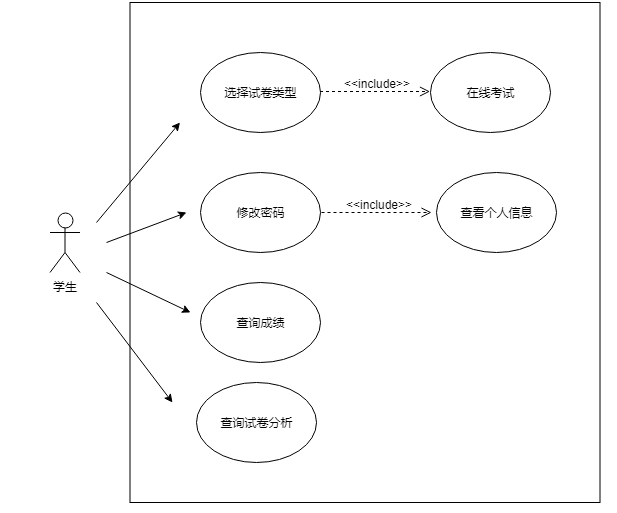 选择试卷类型
<<include>>
在线考试
修改密码
<<include>>
查看个人信息
学生
查询成绩
查询试卷分析